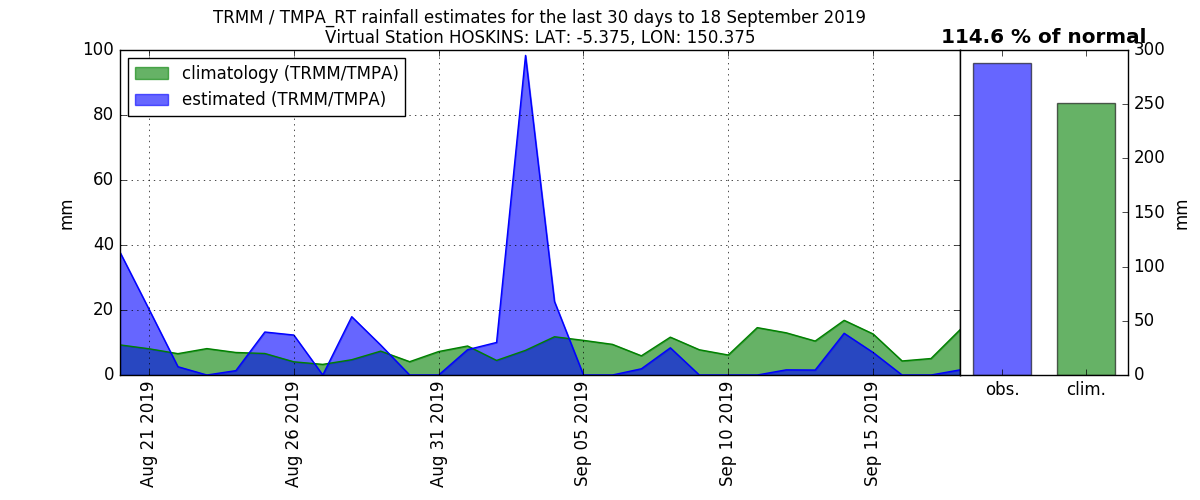 TRMM / TMPA_RT rainfall estimates for the last 30 days to 18 September 2019
Virtual Station HOSKINS: LAT: -5.375, LON: 150.375
114.6 % of normal
climatology (TRMM/TMPA)
estimated (TRMM/TMPA)
100
80
60
40
20
0
mm
Aug 21 2019
Aug 26 2019
Aug 31 2019
Sep 05 2019
Sep 10 2019
Sep 15 2019
300
250
200
150
100
50
0
mm
obs.
clim.